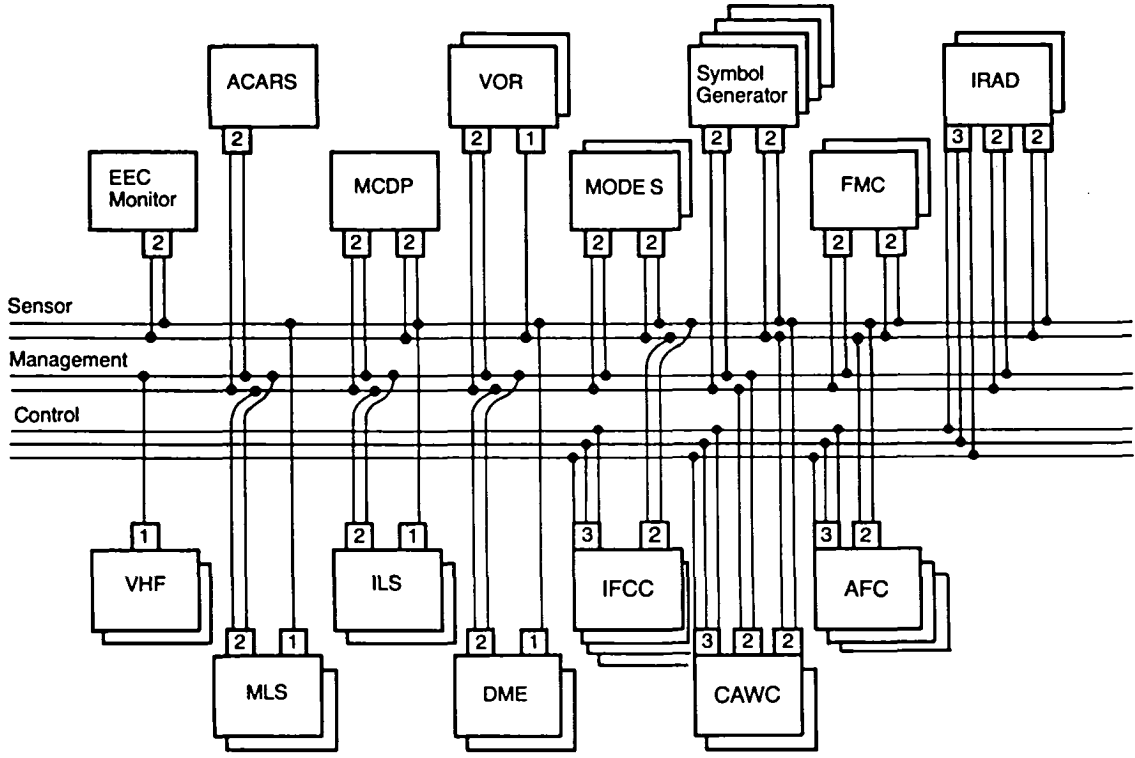 ACARS
VOR
Symbol
Generator
IRAD
2
2
1
2
2
3
2
2
EEC
Monitor
MCDP
MODE S
FMC
2
2
2
2
2
2
2
Sensor
Management
Control
1
2
1
3
2
3
2
VHF
ILS
IFCC
AFC
2
1
2
1
3
2
2
MLS
DME
CAWC